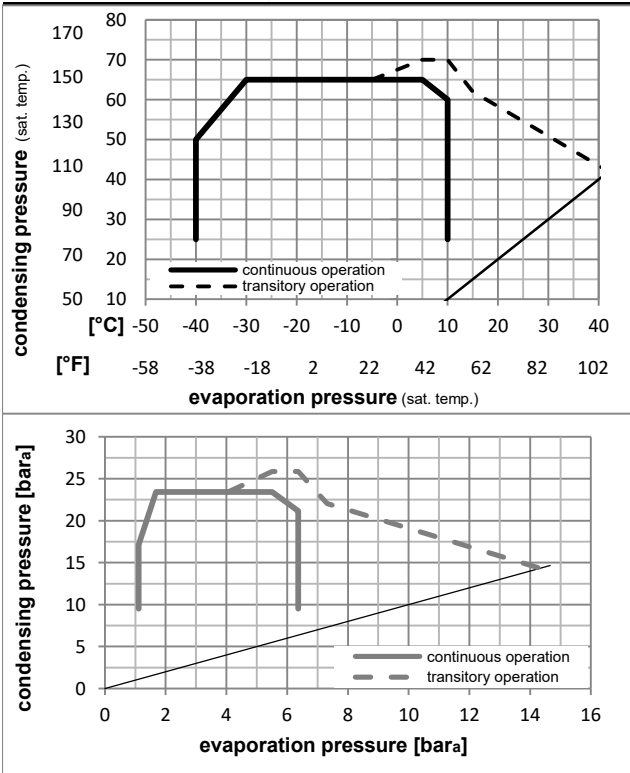 condensing pressure (sat. temp.)
170 80
70
150 60
130 50
110 40
90 30
70 20
50 10
continuous operation
transitory operation
[°C] -50 -40 -30 -20 -10 0 10 20 30 40
[°F] -58 -38 -18 2 22 42 62 82 102
evaporation pressure (sat. temp.)
condensing pressure [bara]
30
25
20
15
10
5
0
continuous operation
transitory operation
0 2 4 6 8 10 12 14 16
evaporation pressure [bara]